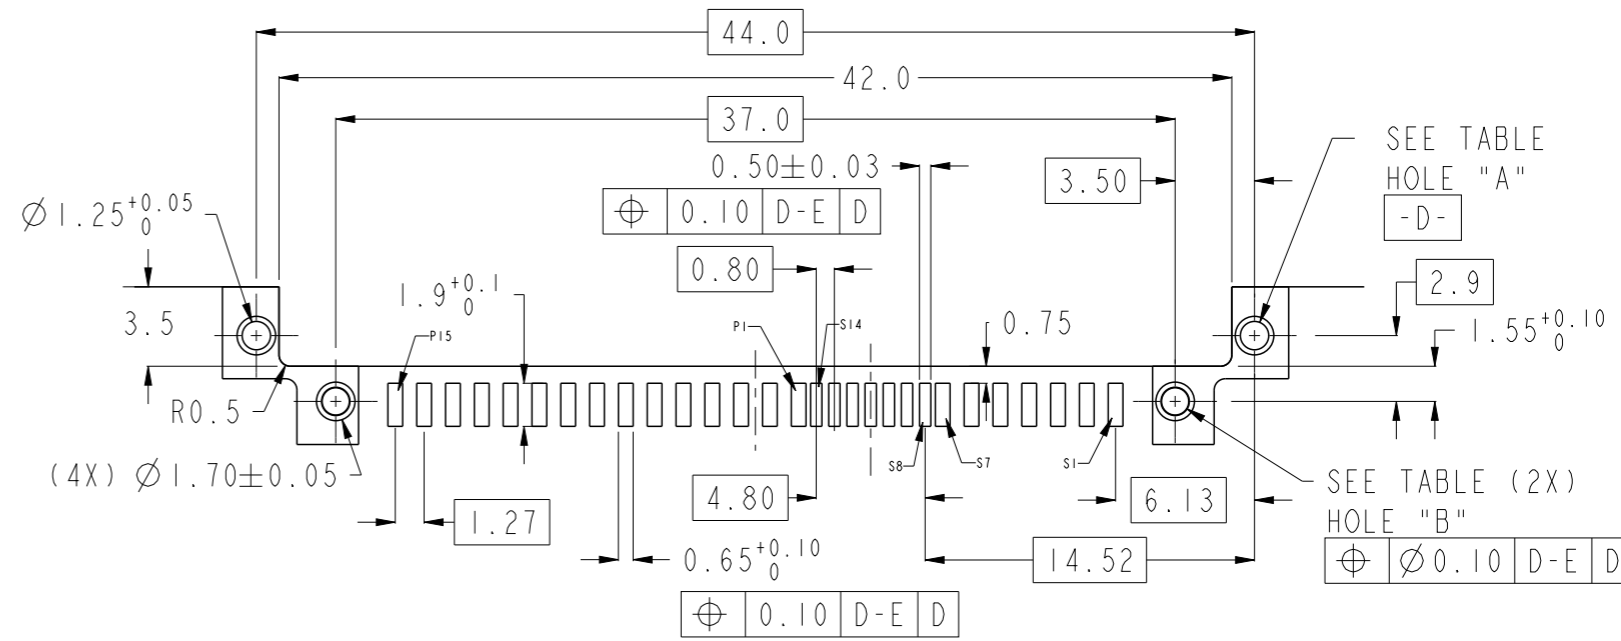 44.0
42.0
37.0
0.50±0.03
⌖ 0.10 D-E D
3.50
SEE TABLE
HOLE "A"
-D-
Ø1.25 +0.05 0
0.80
2.9
1.9 +0.1 0
3.5
P15
P1
S14
0.75
1.55 +0.10 0
R0.5
(4X) Ø1.70±0.05
S8
S7
S1
4.80
6.13
SEE TABLE (2X)
HOLE "B"
⌖ Ø0.10 D-E D
1.27
0.65 +0.10 0
14.52
⌖ 0.10 D-E D